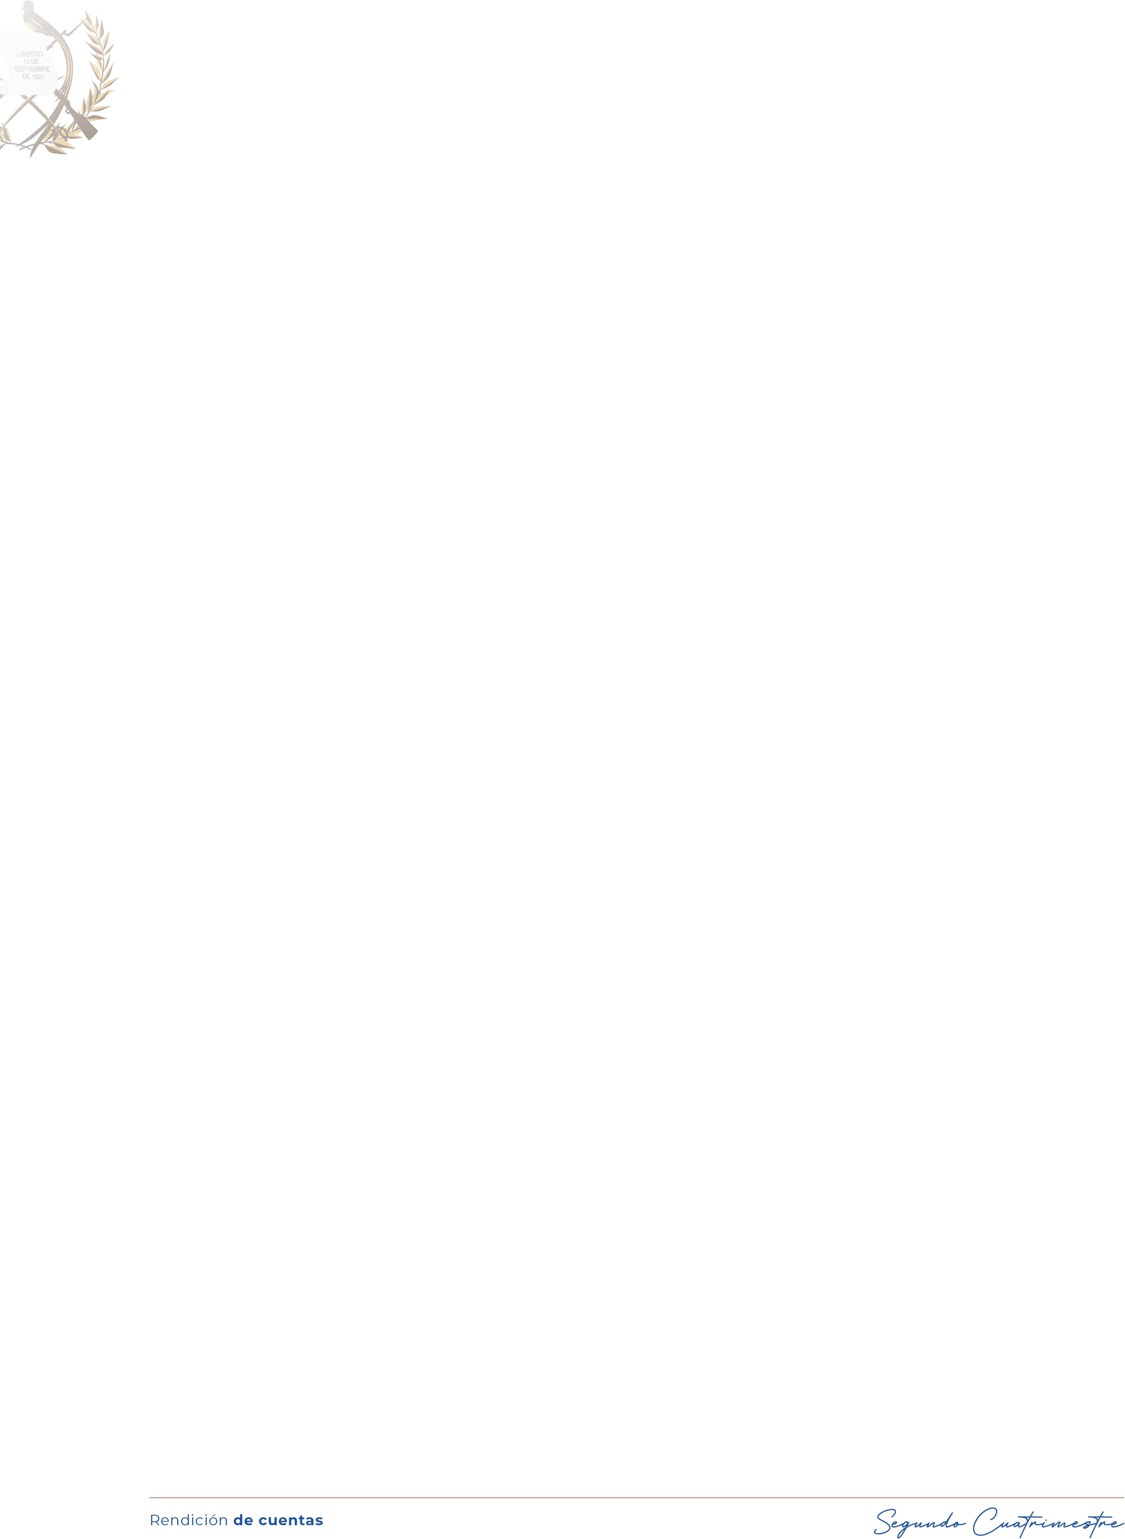 LIBERTAD
15 DE
SEPTIEMBRE
DE 1821
Rendición de cuentas
Segundo Cuatrimestre